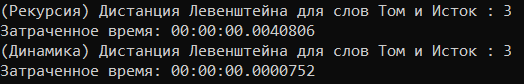 (Рекурсия) Дистанция Левенштейна для слов Том и Исток : 3
Затраченное время: 00:00:00.0040806
(Динамика) Дистанция Левенштейна для слов Том и Исток : 3
Затраченное время: 00:00:00.0000752